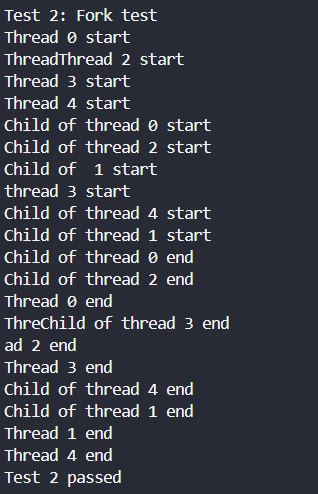 Test 2: Fork test
Thread 0 start
ThreadThread 2 start
Thread 3 start
Thread 4 start
Child of thread 0 start
Child of thread 2 start
Child of  1 start
thread 3 start
Child of thread 4 start
Child of thread 1 start
Child of thread 0 end
Child of thread 2 end
Thread 0 end
ThreChild of thread 3 end
ad 2 end
Thread 3 end
Child of thread 4 end
Child of thread 1 end
Thread 1 end
Thread 4 end
Test 2 passed